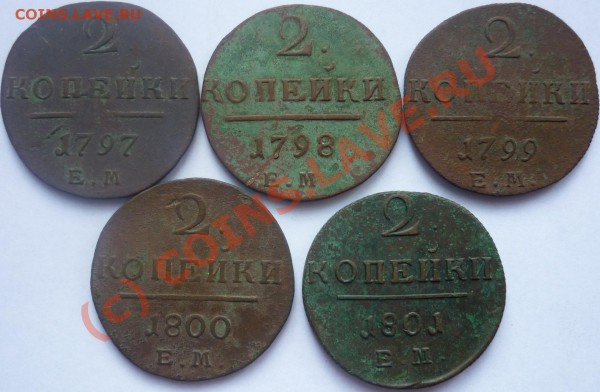 COINS.LAVE.RU
2
КОПЕЙКИ
1797
Е.М
2.
КОПЕЙКИ
1798
Е.М
2.
КОПЕЙКИ
1799
Е.М.
2
КОПЕЙКИ
1800
Е.М.
2
КОПЕЙКИ
1801
Е М.
(c) COINS.LAVE.RU